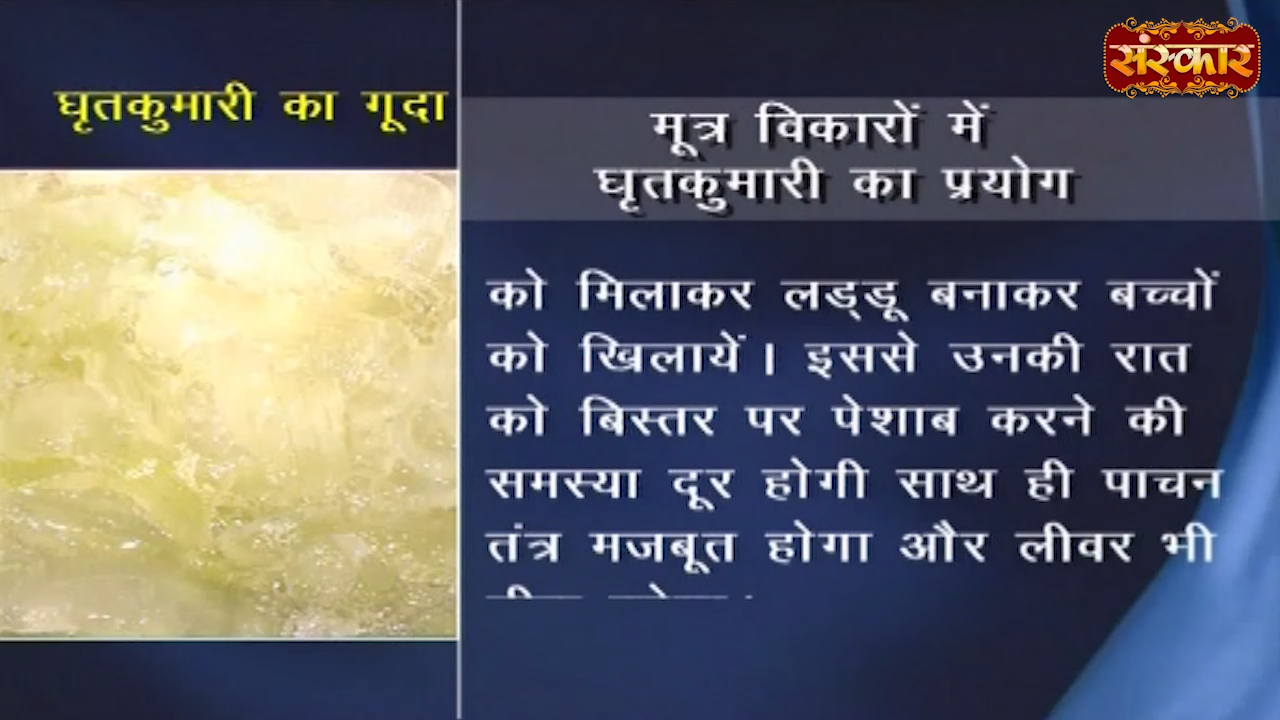 संस्कार
घृतकुमारी का गूदा
मूत्र विकारों में
घृतकुमारी का प्रयोग
को मिलाकर लड्डू बनाकर बच्चों
को खिलायें। इससे उनकी रात
को बिस्तर पर पेशाब करने की
समस्या दूर होगी साथ ही पाचन
तंत्र मजबूत होगा और लीवर भी